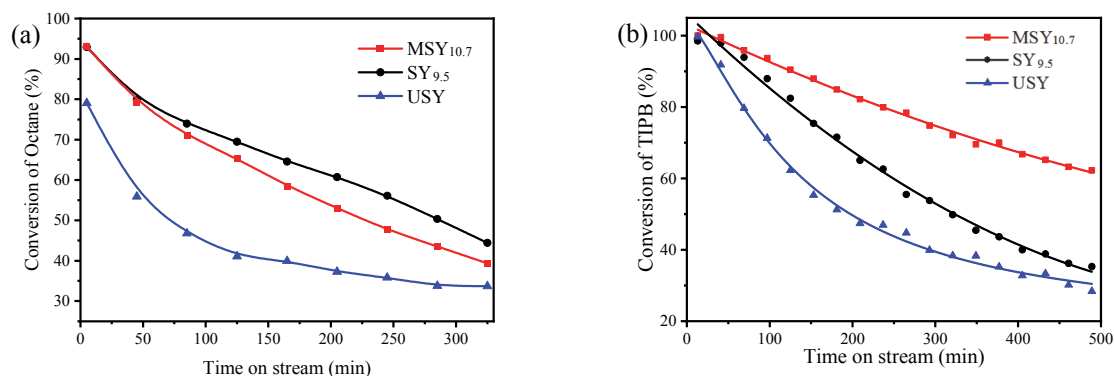 (a)
Conversion of Octane (%)
100
90
80
70
60
50
40
30
0
50
100
150
200
250
300
Time on stream (min)
MSY10.7
SY9.5
USY
(b)
Conversion of TIPB (%)
100
80
60
40
20
0
100
200
300
400
500
Time on stream (min)
MSY10.7
SY9.5
USY